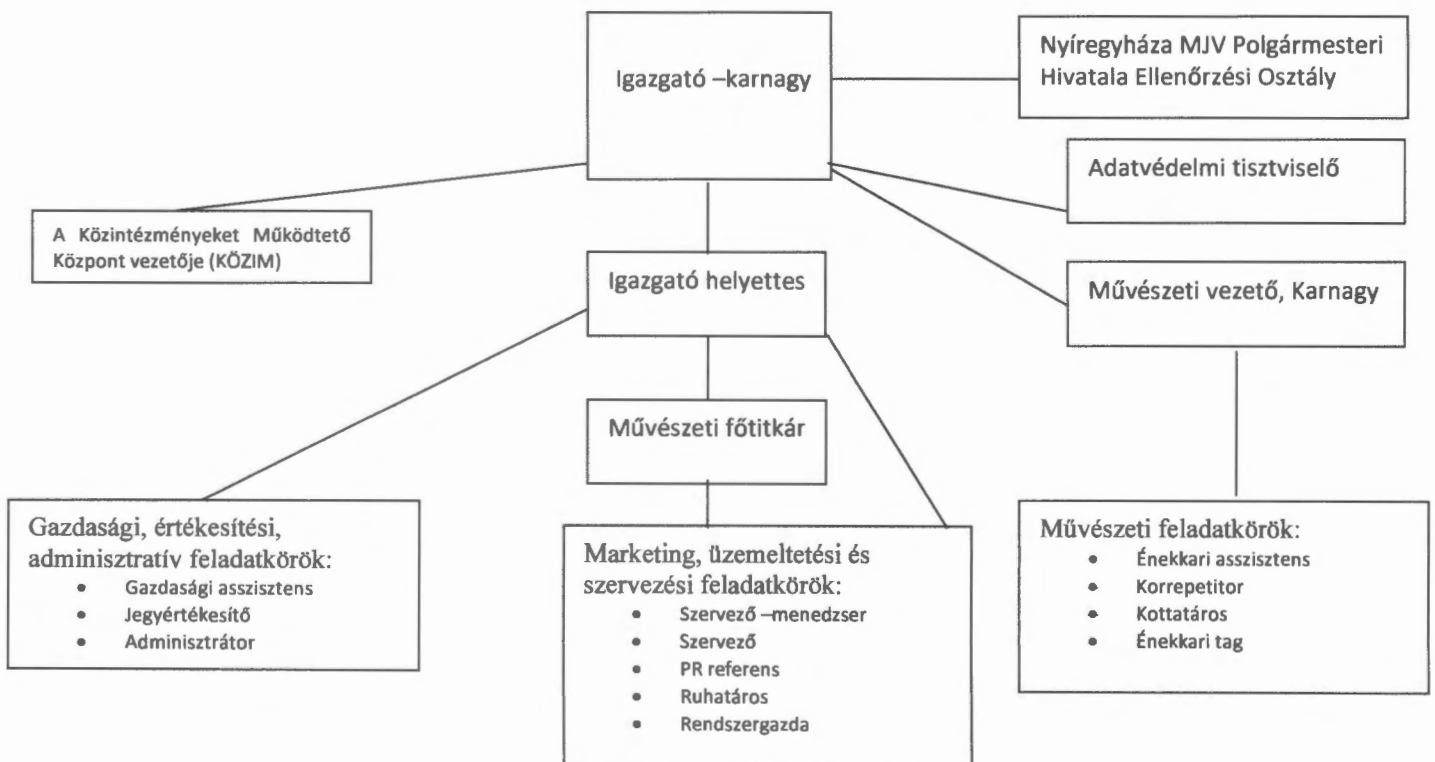 Igazgató –karnagy
Nyíregyháza MJV Polgármesteri
Hivatala Ellenőrzési Osztály
Adatvédelmi tisztviselő
A Közintézményeket Működtető
Központ vezetője (KÖZIM)
Igazgató helyettes
Művészeti vezető, Karnagy
Művészeti főtitkár
Gazdasági, értékesítési,
adminisztratív feladatkörök:
• Gazdasági asszisztens
• Jegyértékesítő
• Adminisztrátor
Marketing, üzemeltetési és
szervezési feladatkörök:
• Szervező –menedzser
• Szervező
• PR referens
• Ruhatáros
• Rendszergazda
Művészeti feladatkörök:
• Énekkari asszisztens
• Korrepetitor
• Kottatáros
• Énekkari tag